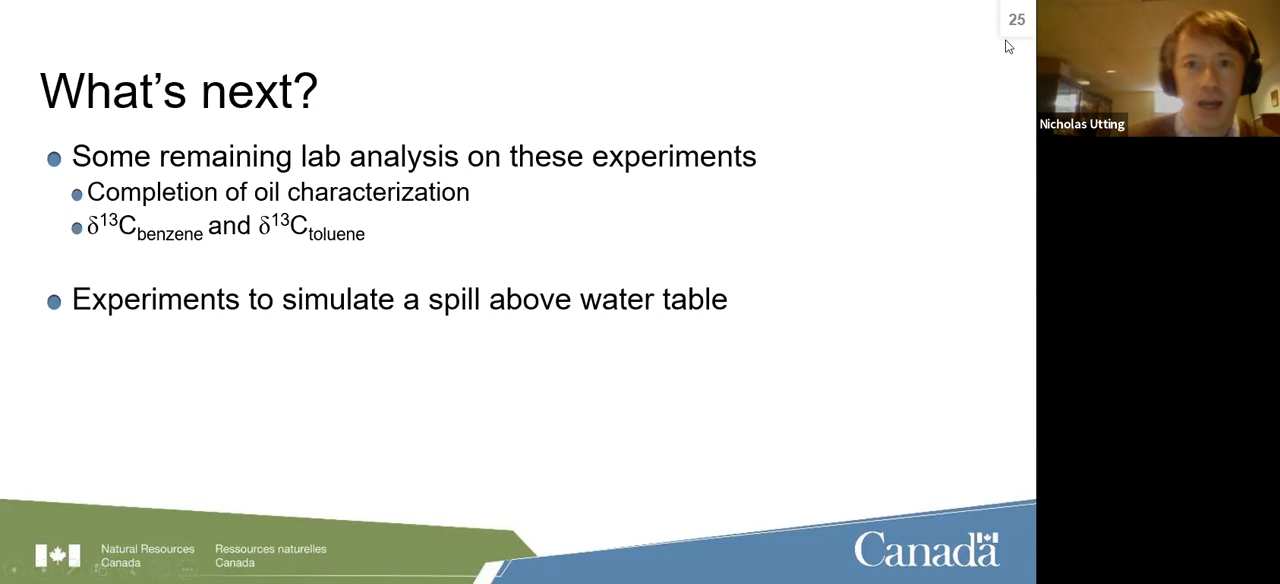 25
What's next?
Some remaining lab analysis on these experiments
Completion of oil characterization
δ¹³Cbenzene and δ¹³Ctoluene
Experiments to simulate a spill above water table
Nicholas Utting
Natural Resources Canada
Ressources naturelles Canada
Canada